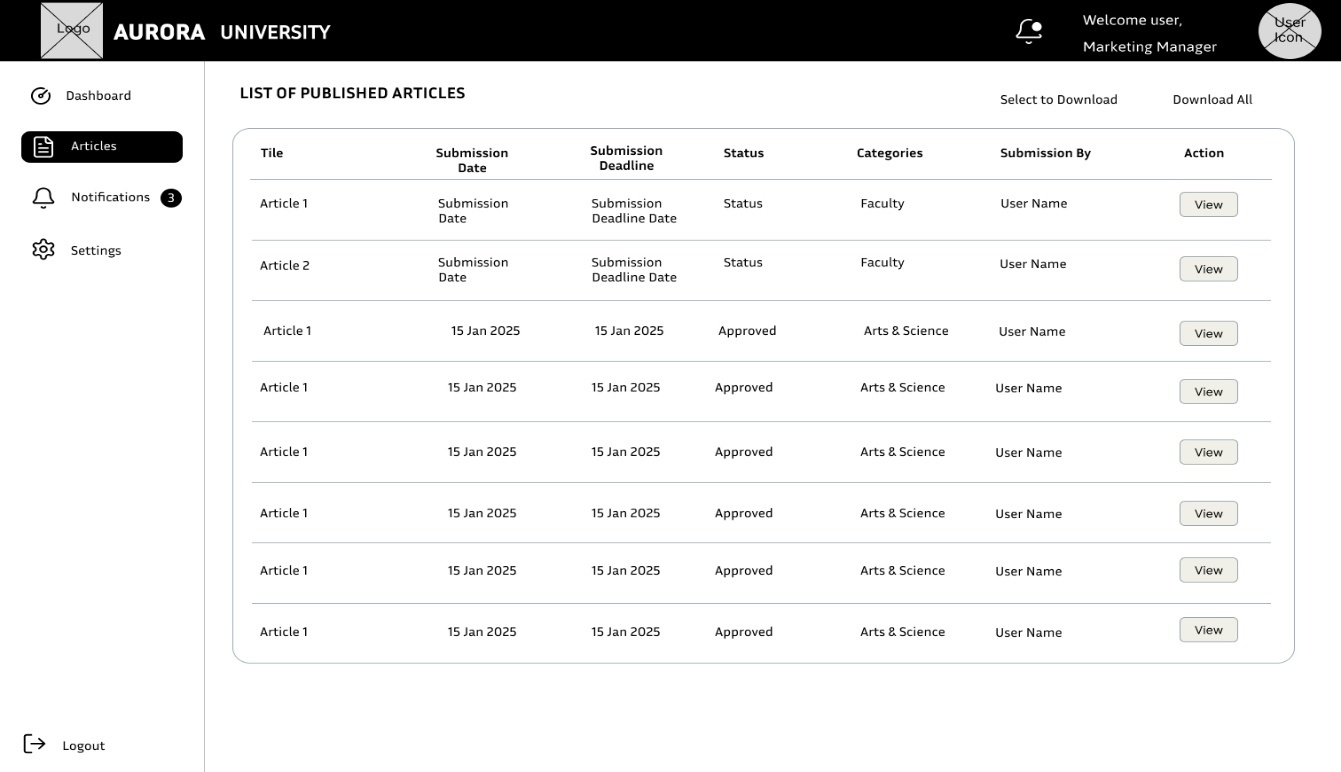 Logo
AURORA UNIVERSITY
Welcome user,
Marketing Manager
User
Icon
Dashboard
Articles
Notifications 3
Settings
Logout
LIST OF PUBLISHED ARTICLES
Select to Download
Download All
Tile Submission Date Submission Deadline Status Categories Submission By Action
Article 1 Submission Date Submission Deadline Date Status Faculty User Name View
Article 2 Submission Date Submission Deadline Date Status Faculty User Name View
Article 1 15 Jan 2025 15 Jan 2025 Approved Arts & Science User Name View
Article 1 15 Jan 2025 15 Jan 2025 Approved Arts & Science User Name View
Article 1 15 Jan 2025 15 Jan 2025 Approved Arts & Science User Name View
Article 1 15 Jan 2025 15 Jan 2025 Approved Arts & Science User Name View
Article 1 15 Jan 2025 15 Jan 2025 Approved Arts & Science User Name View
Article 1 15 Jan 2025 15 Jan 2025 Approved Arts & Science User Name View